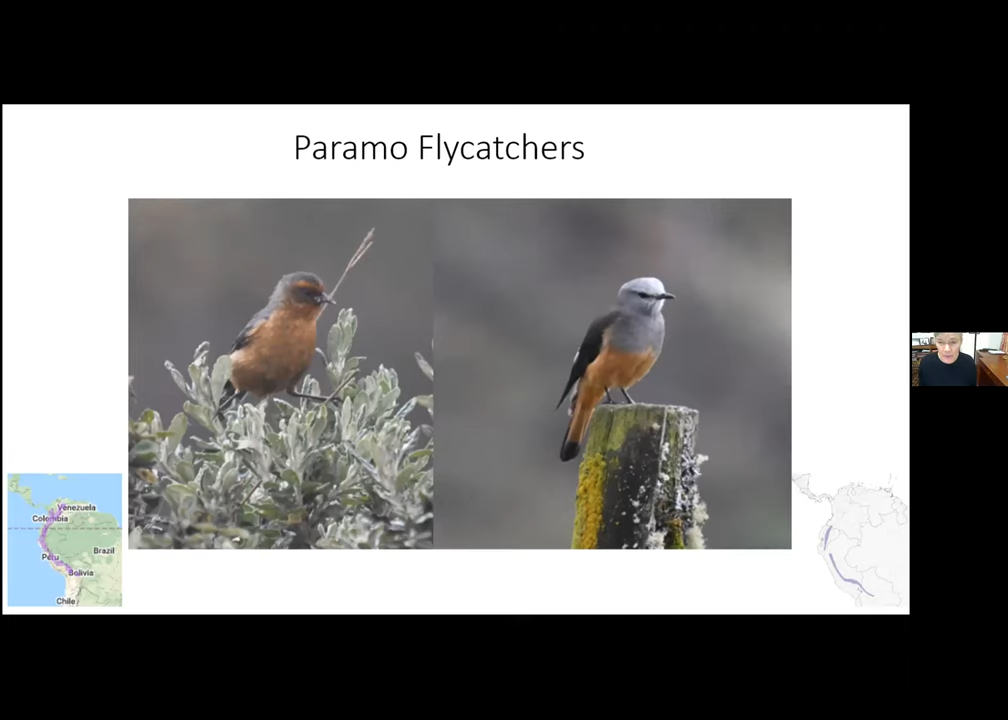 Paramo Flycatchers
Venezuela
Colombia
Brazil
Peru
Bolivia
Chile